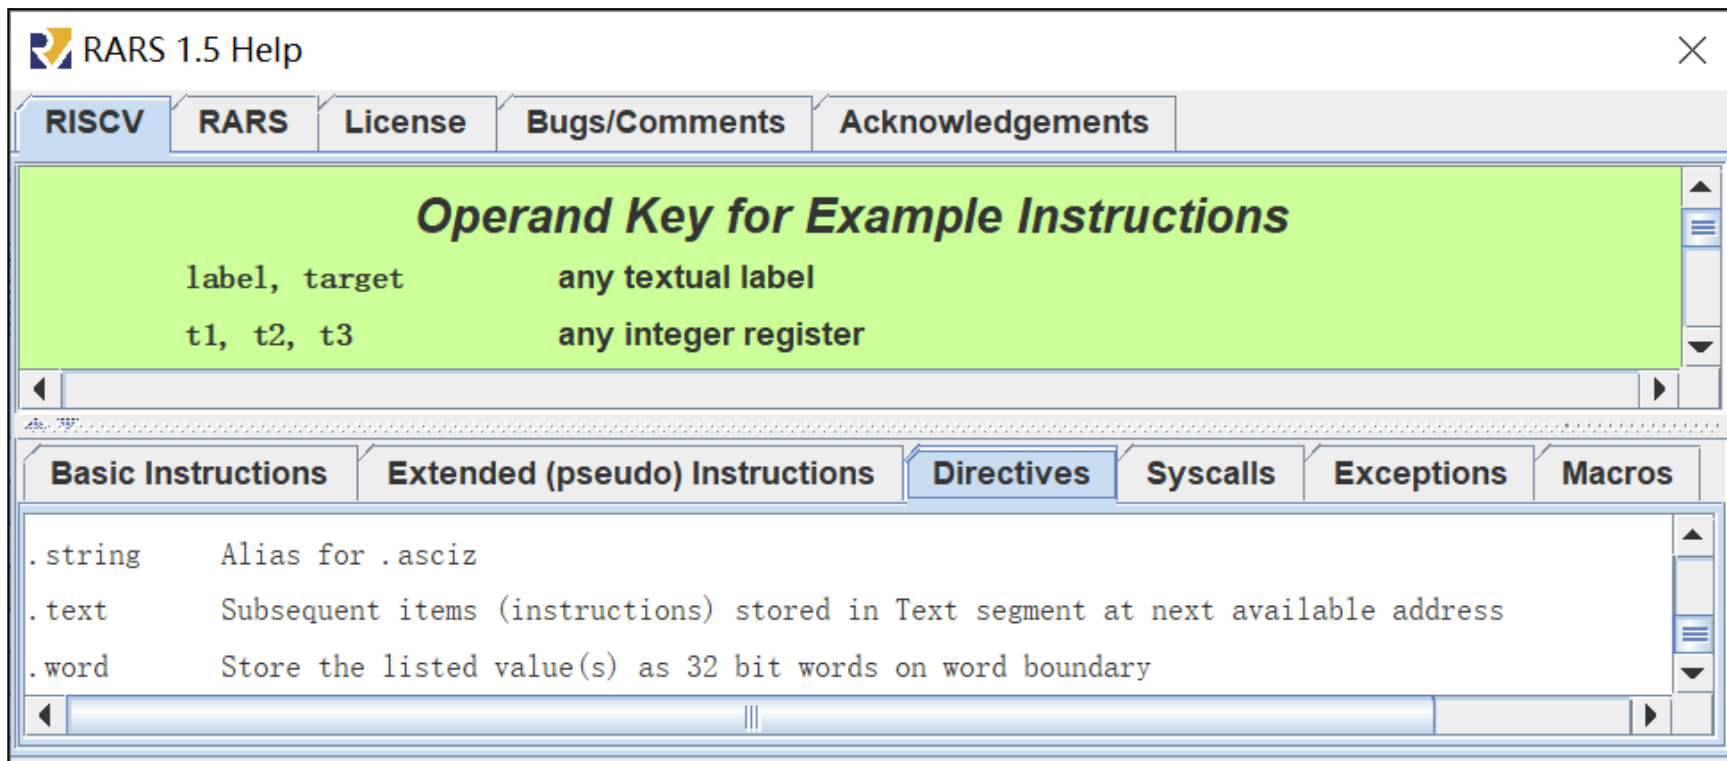 RARS 1.5 Help
RISCV RARS License Bugs/Comments Acknowledgements
Operand Key for Example Instructions
label, target any textual label
t1, t2, t3 any integer register
Basic Instructions Extended (pseudo) Instructions Directives Syscalls Exceptions Macros
.string Alias for .asciz
.text Subsequent items (instructions) stored in Text segment at next available address
.word Store the listed value(s) as 32 bit words on word boundary